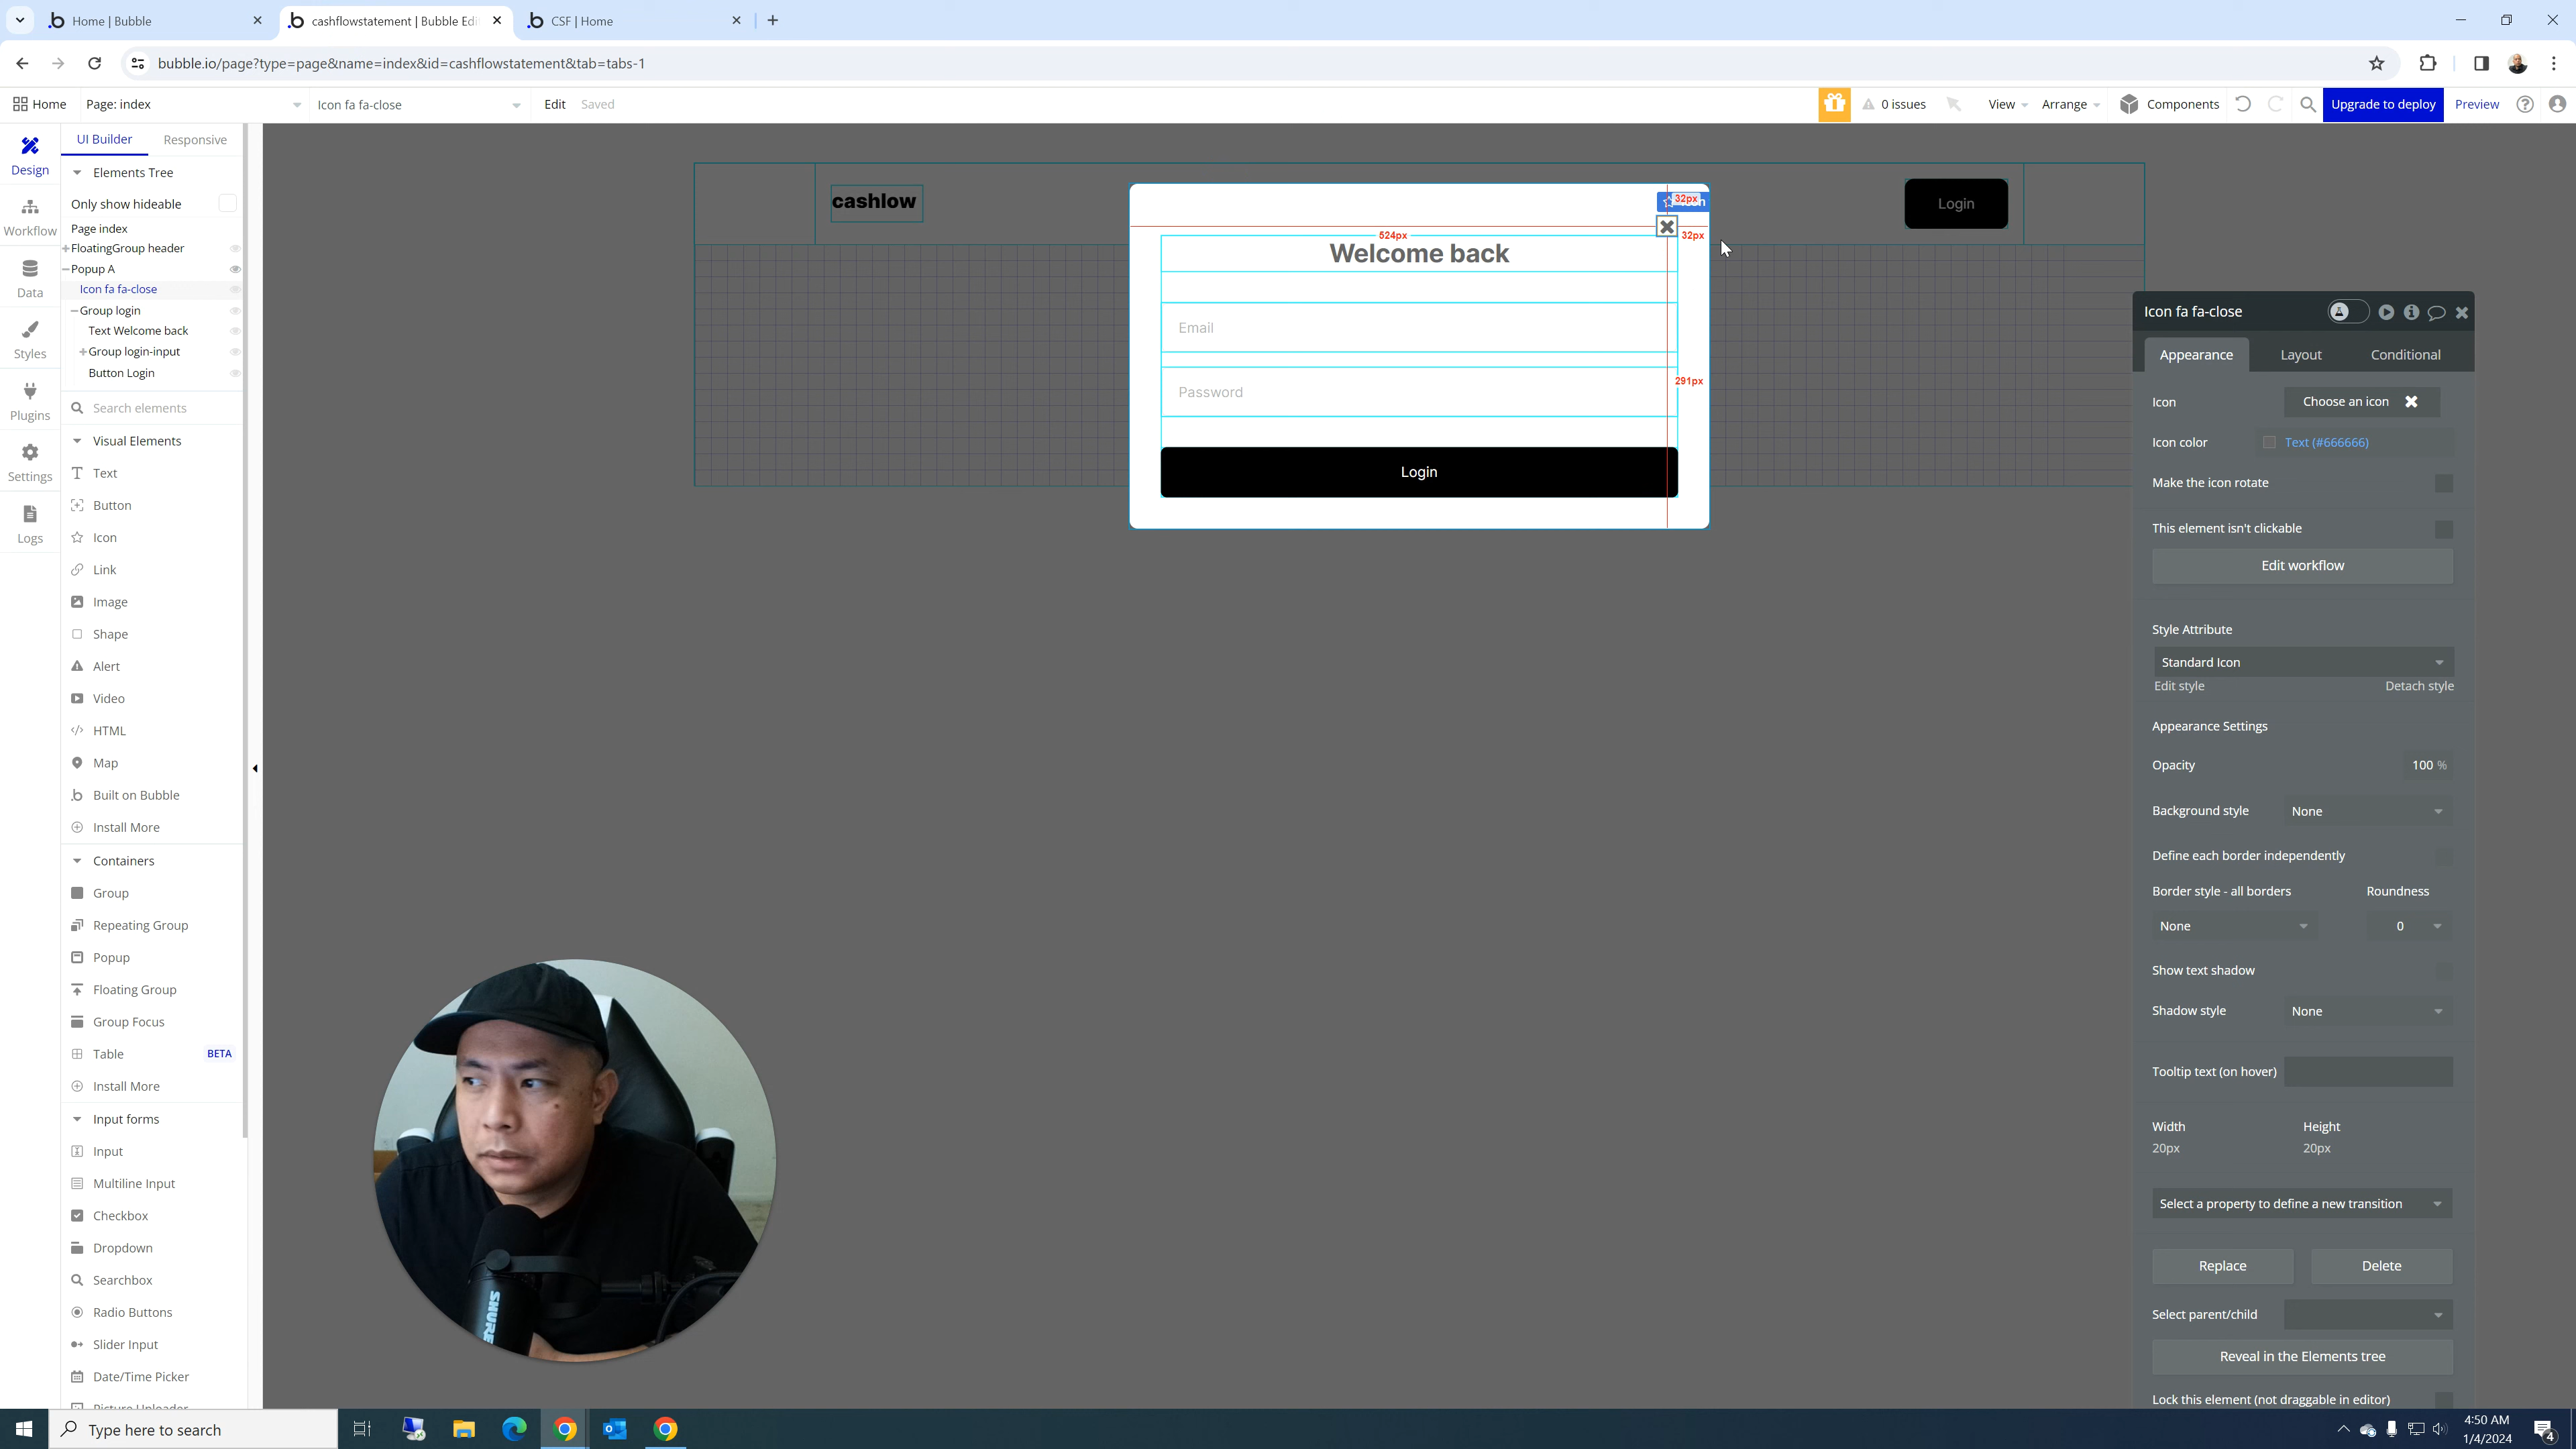 Home | Bubble
cashflowstatement | Bubble Edi
CSF | Home
bubble.io/page?type=page&name=index&id=cashflowstatement&tab=tabs-1
Home
Page: index
Icon fa fa-close
Edit
Saved
0 issues
View
Arrange
Components
Upgrade to deploy
Preview
Design
Workflow
Data
Styles
Plugins
Settings
Logs
UI Builder
Responsive
Elements Tree
Only show hideable
Page index
FloatingGroup header
Popup A
Icon fa fa-close
Group login
Text Welcome back
Group login-input
Button Login
Search elements
Visual Elements
Text
Button
Icon
Link
Image
Shape
Alert
Video
HTML
Map
Built on Bubble
Install More
Containers
Group
Repeating Group
Popup
Floating Group
Group Focus
Table
BETA
Install More
Input forms
Input
Multiline Input
Checkbox
Dropdown
Searchbox
Radio Buttons
Slider Input
Date/Time Picker
cashlow
Login
32px
524px
32px
Welcome back
Email
291px
Password
Login
Icon fa fa-close
Appearance
Layout
Conditional
Icon
Choose an icon
Icon color
Text (#666666)
Make the icon rotate
This element isn't clickable
Edit workflow
Style Attribute
Standard Icon
Edit style
Detach style
Appearance Settings
Opacity
100 %
Background style
None
Define each border independently
Border style - all borders
Roundness
None
0
Show text shadow
Shadow style
None
Tooltip text (on hover)
Width
Height
20px
20px
Select a property to define a new transition
Replace
Delete
Select parent/child
Reveal in the Elements tree
Lock this element (not draggable in editor)
SHURE
Type here to search
4:50 AM
1/4/2024
4